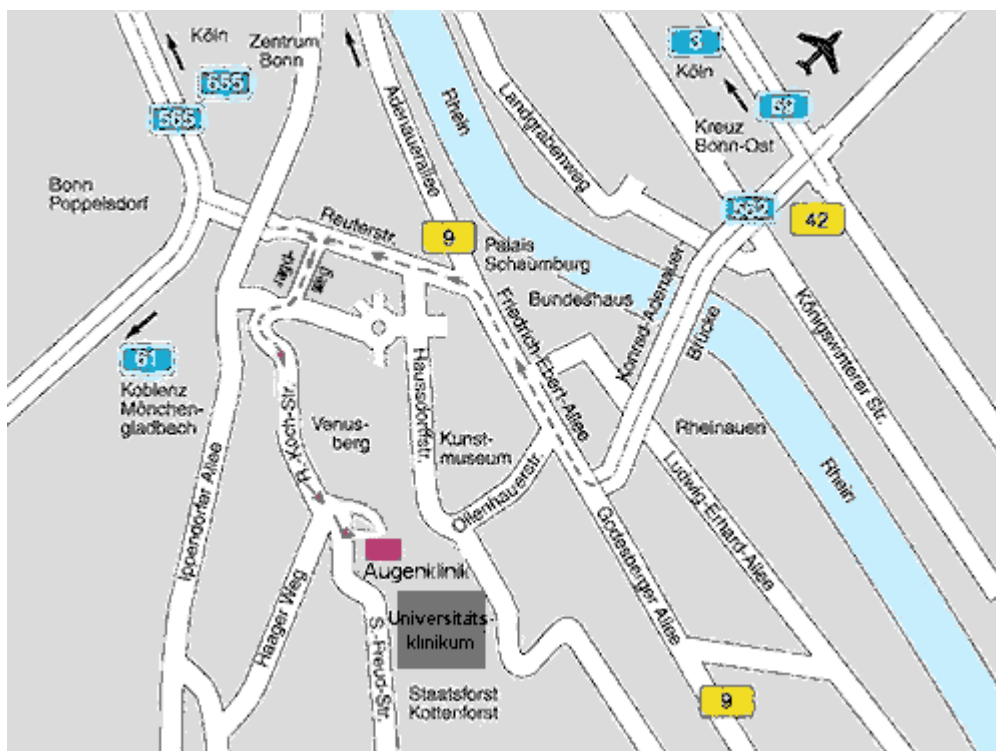 Köln
555
565
Zentrum
Bonn
Adenauerallee
Rhein
Landgrabenweg
3
Köln
59
Kreuz
Bonn-Ost
562
42
Bonn
Poppelsdorf
Reuterstr.
9
Palais
Schaumburg
Bundeshaus
Konrad-Adenauer-
Brücke
Königswinterer Str.
61
Koblenz
Mönchen-
gladbach
Friedrich-Ebert-Allee
Haussdorffstr.
R.-Koch-Str.
Venus-
berg
Kunst-
museum
Rheinauen
Rhein
Ippendorfer Allee
Ollenhauerstr.
Ludwig-Erhard-Allee
Godesberger Allee
Augenklinik
Haager Weg
Universitäts-
klinikum
S.-Freud-Str.
Staatsforst
Kottenforst
9